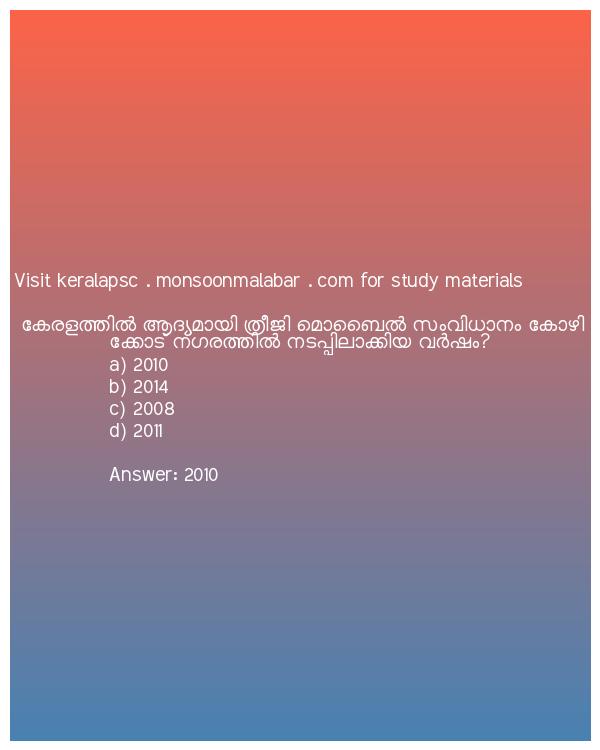 Visit keralapsc . monsoonmalabar . com for study materials
കേരളത്തിൽ ആദ്യമായി ത്രീജി മൊബൈൽ സംവിധാനം കോഴി
ക്കോട് നഗരത്തിൽ നടപ്പിലാക്കിയ വർഷം?
a) 2010
b) 2014
c) 2008
d) 2011
Answer: 2010